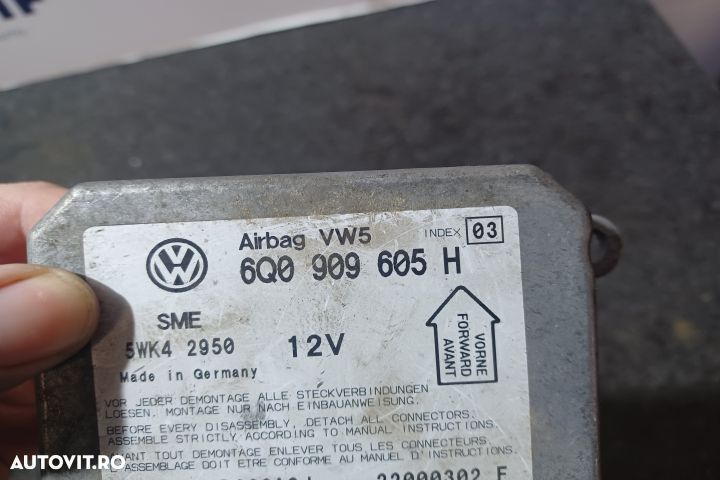 Airbag VW5 INDEX 03
6Q0 909 605 H
SME
5WK4 2950 12V
Made in Germany
VORNE
FORWARD
AVANT
VOR JEDER DEMONTAGE ALLE STECKVERBINDUNGEN
LOESEN. MONTAGE NUR NACH EINBAUANWEISUNG.
BEFORE EVERY DISASSEMBLY, DETACH ALL CONNECTORS.
ASSEMBLE STRICTLY ACCORDING TO MANUAL INSTRUCTIONS.
AVANT TOUT DEMONTAGE ENLEVER TOUS LES CONNECTEURS.
ASSEMBLAGE DOIT ETRE CONFORME AU MANUEL D'INSTRUCTIONS.
AUTOVIT.RO